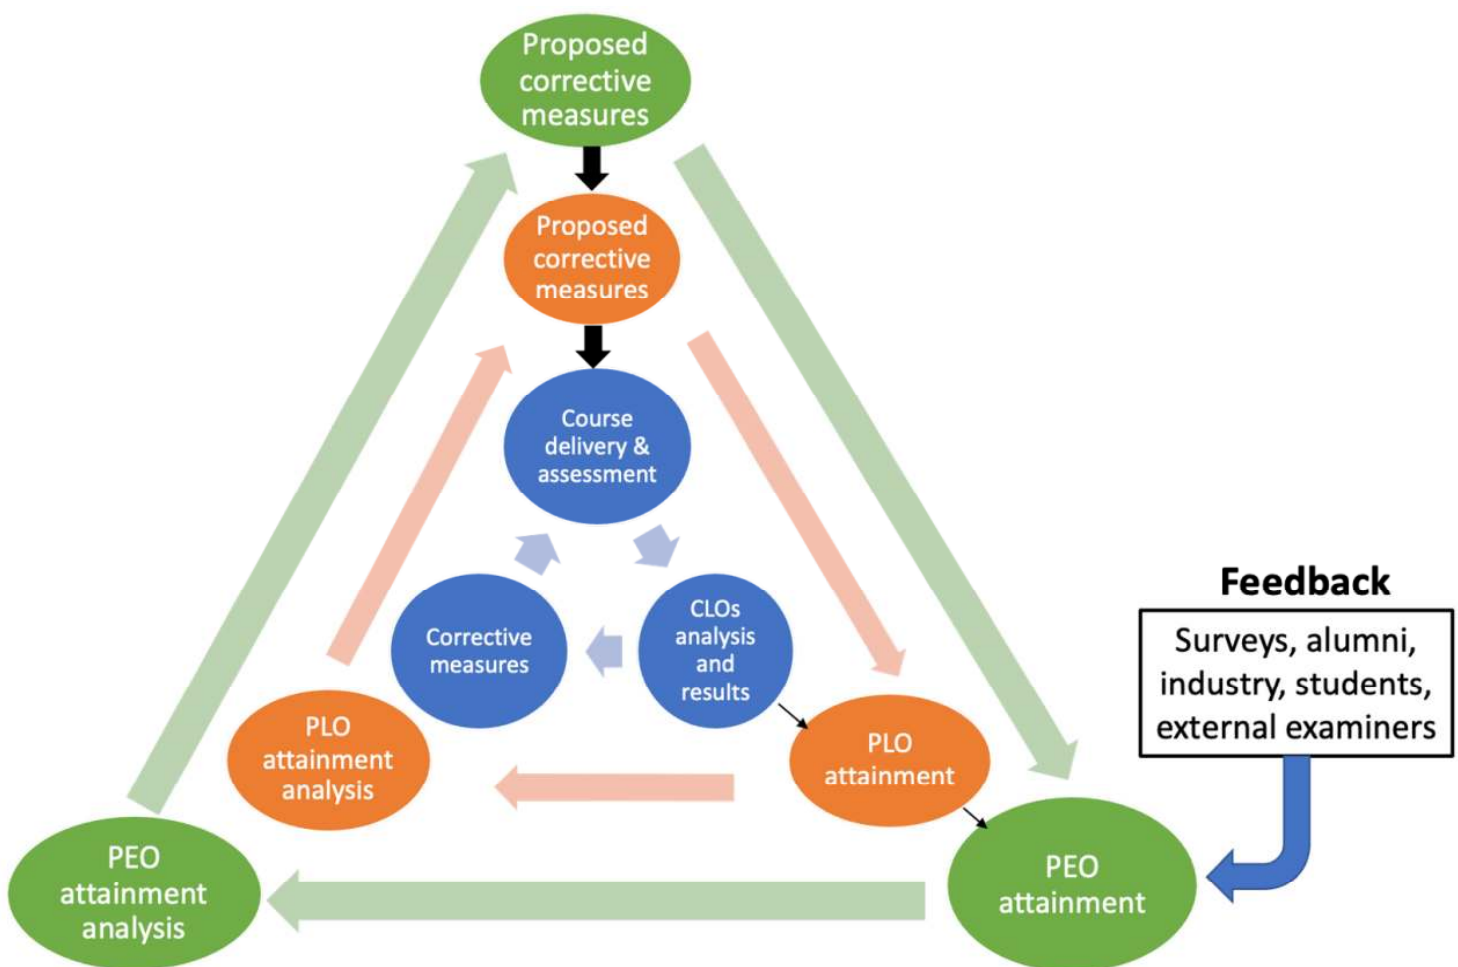 Proposed
corrective
measures
Proposed
corrective
measures
Course
delivery &
assessment
Corrective
measures
CLOs
analysis
and
results
PLO
attainment
analysis
PLO
attainment
PEO
attainment
analysis
PEO
attainment
Feedback
Surveys, alumni,
industry, students,
external examiners